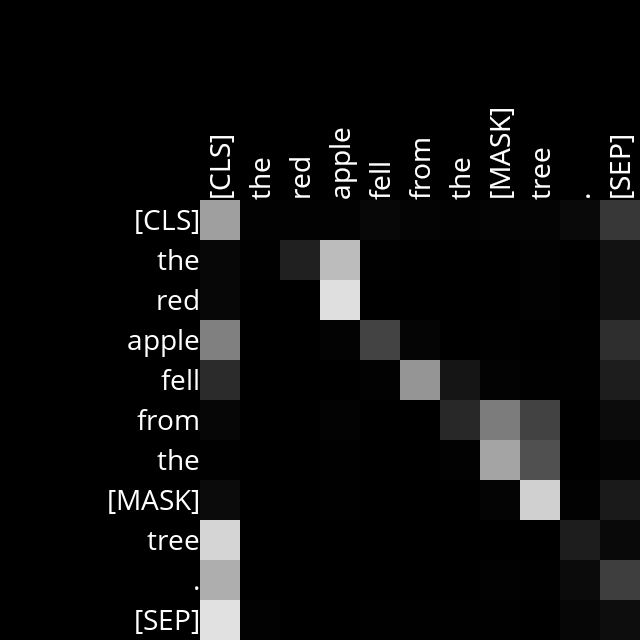 [CLS] the red apple fell from the [MASK] tree . [SEP]
[CLS]
the
red
apple
fell
from
the
[MASK]
tree
.
[SEP]